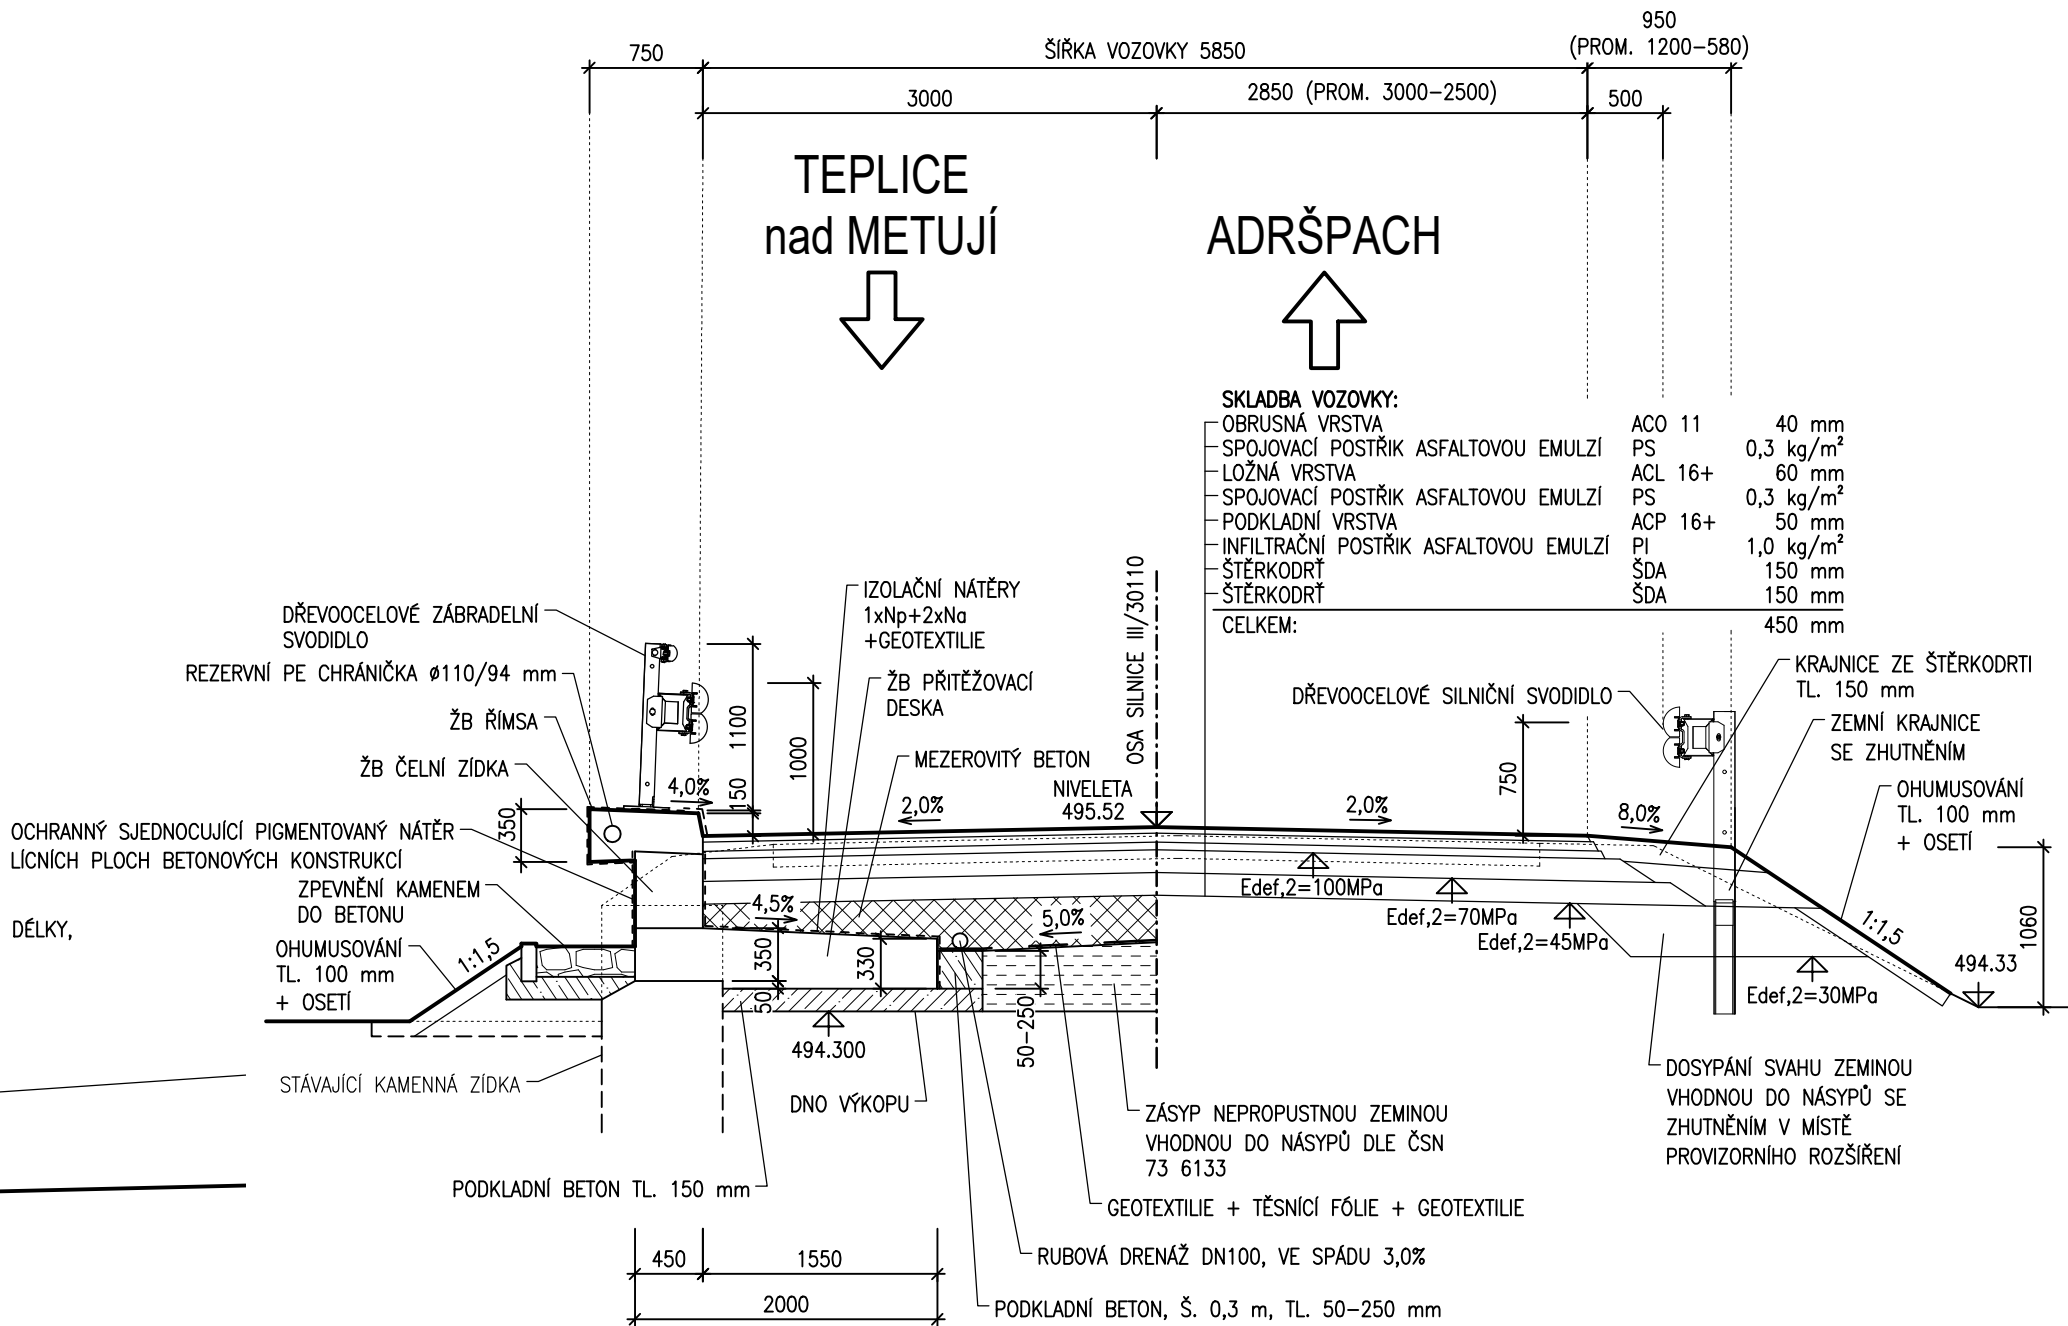 950
750
ŠÍŘKA VOZOVKY 5850
(PROM. 1200-580)
3000
2850 (PROM. 3000-2500)
500
TEPLICE
nad METUJÍ
ADRŠPACH
SKLADBA VOZOVKY:
OBRUSNÁ VRSTVA ACO 11 40 mm
SPOJOVACÍ POSTŘIK ASFALTOVOU EMULZÍ PS 0,3 kg/m²
LOŽNÁ VRSTVA ACL 16+ 60 mm
SPOJOVACÍ POSTŘIK ASFALTOVOU EMULZÍ PS 0,3 kg/m²
PODKLADNÍ VRSTVA ACP 16+ 50 mm
INFILTRAČNÍ POSTŘIK ASFALTOVOU EMULZÍ PI 1,0 kg/m²
ŠTĚRKODRŤ ŠDA 150 mm
ŠTĚRKODRŤ ŠDA 150 mm
CELKEM: 450 mm
DŘEVOOCELOVÉ ZÁBRADELNÍ
SVODIDLO
REZERVNÍ PE CHRÁNIČKA ø110/94 mm
ŽB ŘÍMSA
ŽB ČELNÍ ZÍDKA
OCHRANNÝ SJEDNOCUJÍCÍ PIGMENTOVANÝ NÁTĚR
LÍCNÍCH PLOCH BETONOVÝCH KONSTRUKCÍ
ZPEVNĚNÍ KAMENEM
DO BETONU
DÉLKY,
OHUMUSOVÁNÍ
TL. 100 mm
+ OSETÍ
1:1,5
STÁVAJÍCÍ KAMENNÁ ZÍDKA
350
4,0%
1100
150
1000
IZOLAČNÍ NÁTĚRY
1xNp+2xNa
+GEOTEXTILIE
ŽB PŘITĚŽOVACÍ
DESKA
MEZEROVITÝ BETON
OSA SILNICE III/30110
NIVELETA
495.52
2,0%
2,0%
8,0%
750
DŘEVOOCELOVÉ SILNIČNÍ SVODIDLO
KRAJNICE ZE ŠTĚRKODRTI
TL. 150 mm
ZEMNÍ KRAJNICE
SE ZHUTNĚNÍM
OHUMUSOVÁNÍ
TL. 100 mm
+ OSETÍ
1:1,5
1060
494.33
Edef,2=100MPa
Edef,2=70MPa
Edef,2=45MPa
Edef,2=30MPa
4,5%
5,0%
350
330
50
50-250
494.300
DNO VÝKOPU
ZÁSYP NEPROPUSTNOU ZEMINOU
VHODNOU DO NÁSYPŮ DLE ČSN
73 6133
DOSYPÁNÍ SVAHU ZEMINOU
VHODNOU DO NÁSYPŮ SE
ZHUTNĚNÍM V MÍSTĚ
PROVIZORNÍHO ROZŠÍŘENÍ
PODKLADNÍ BETON TL. 150 mm
GEOTEXTILIE + TĚSNÍCÍ FÓLIE + GEOTEXTILIE
RUBOVÁ DRENÁŽ DN100, VE SPÁDU 3,0%
PODKLADNÍ BETON, Š. 0,3 m, TL. 50-250 mm
450
1550
2000